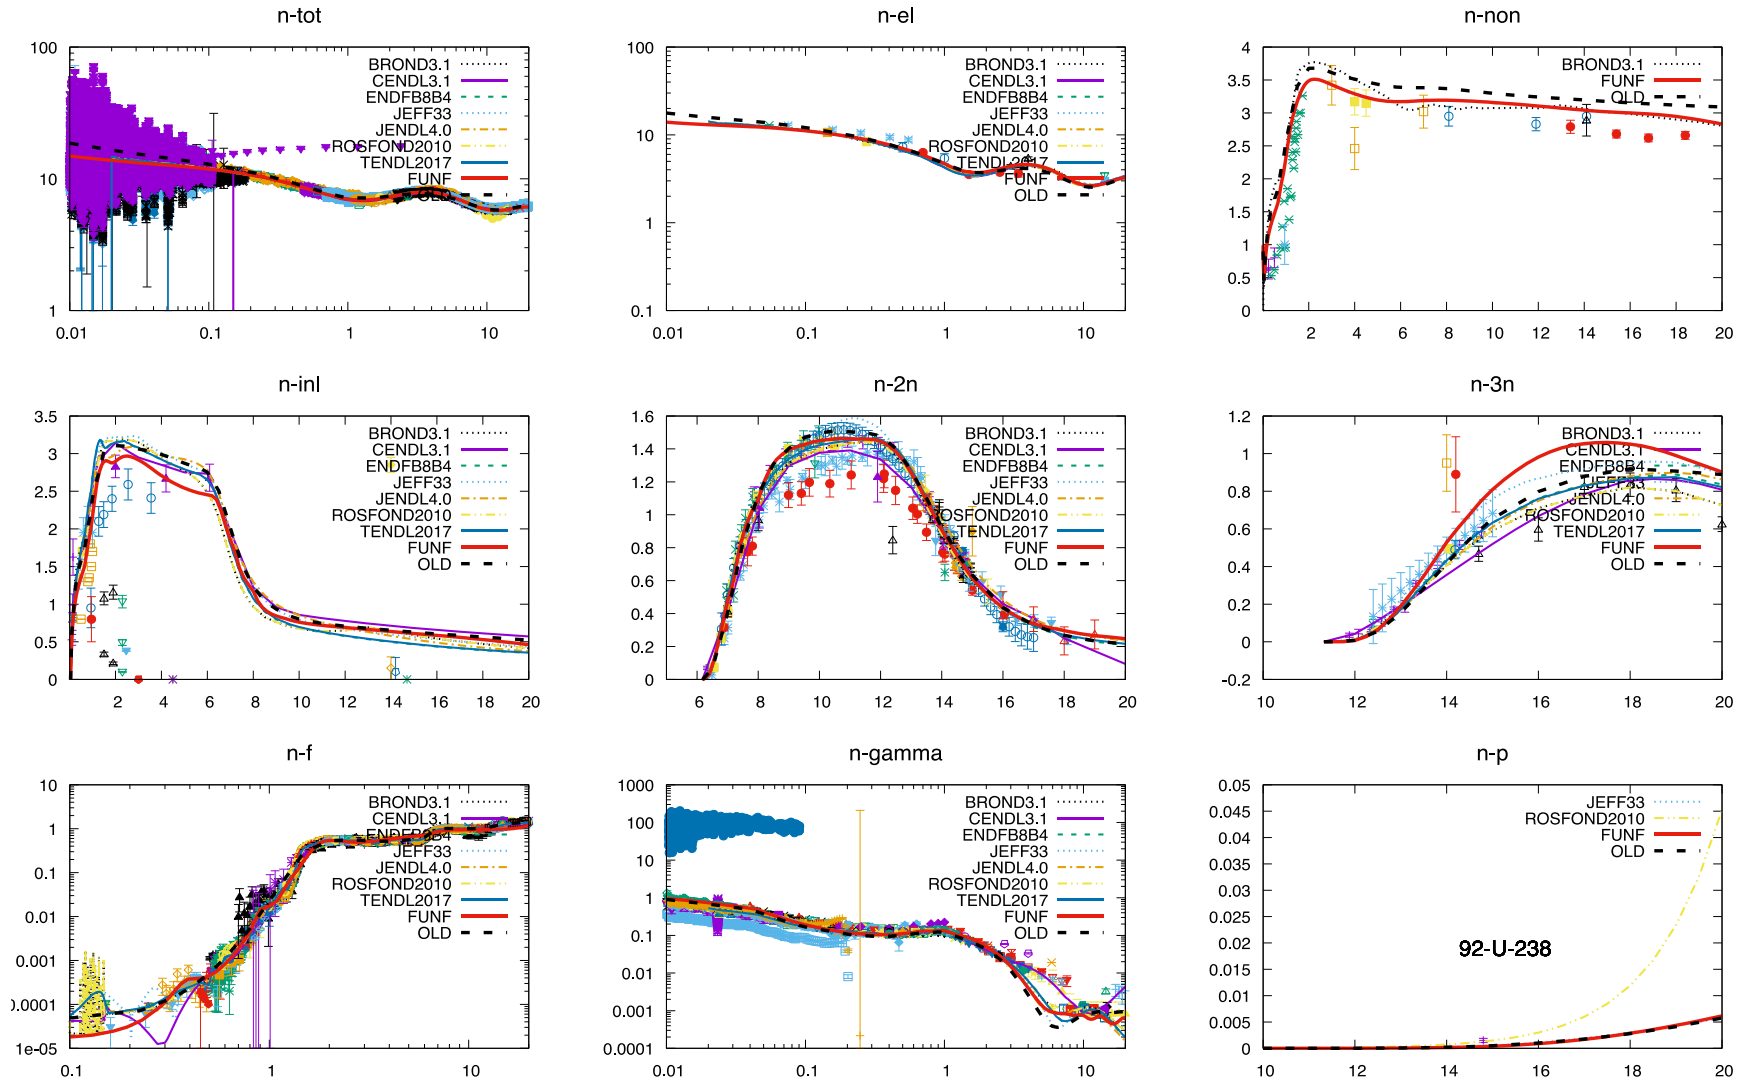 n-tot
100
10
1
0.01
0.1
1
10
BROND3.1
CENDL3.1
ENDFB8B4
JEFF33
JENDL4.0
ROSFOND2010
TENDL2017
FUNF
OLD
n-el
100
10
1
0.1
0.01
0.1
1
10
BROND3.1
CENDL3.1
ENDFB8B4
JEFF33
JENDL4.0
ROSFOND2010
TENDL2017
FUNF
OLD
n-non
4
3.5
3
2.5
2
1.5
1
0.5
0
2 4 6 8 10 12 14 16 18 20
BROND3.1
FUNF
OLD
n-inl
3.5
3
2.5
2
1.5
1
0.5
0
2 4 6 8 10 12 14 16 18 20
BROND3.1
CENDL3.1
ENDFB8B4
JEFF33
JENDL4.0
ROSFOND2010
TENDL2017
FUNF
OLD
n-2n
1.6
1.4
1.2
1
0.8
0.6
0.4
0.2
0
6 8 10 12 14 16 18 20
BROND3.1
CENDL3.1
ENDFB8B4
JEFF33
JENDL4.0
ROSFOND2010
TENDL2017
FUNF
OLD
n-3n
1.2
1
0.8
0.6
0.4
0.2
0
-0.2
10 12 14 16 18 20
BROND3.1
CENDL3.1
ENDFB8B4
JEFF33
JENDL4.0
ROSFOND2010
TENDL2017
FUNF
OLD
n-f
10
1
0.1
0.01
0.001
0.0001
1e-05
0.1
1
10
BROND3.1
CENDL3.1
ENDFB8B4
JEFF33
JENDL4.0
ROSFOND2010
TENDL2017
FUNF
OLD
n-gamma
1000
100
10
1
0.1
0.01
0.001
0.0001
0.01
0.1
1
10
BROND3.1
CENDL3.1
ENDFB8B4
JEFF33
JENDL4.0
ROSFOND2010
TENDL2017
FUNF
OLD
n-p
0.05
0.045
0.04
0.035
0.03
0.025
0.02
0.015
0.01
0.005
0
10 12 14 16 18 20
JEFF33
ROSFOND2010
FUNF
OLD
92-U-238